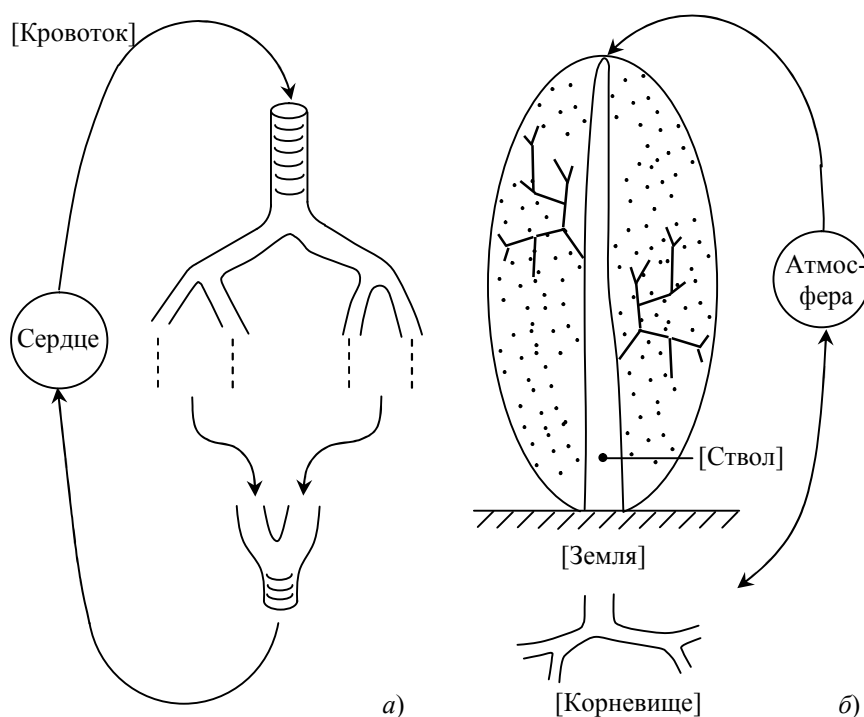 [Кровоток]
Сердце
а)
Атмос-
фера
[Ствол]
[Земля]
[Корневище]
б)